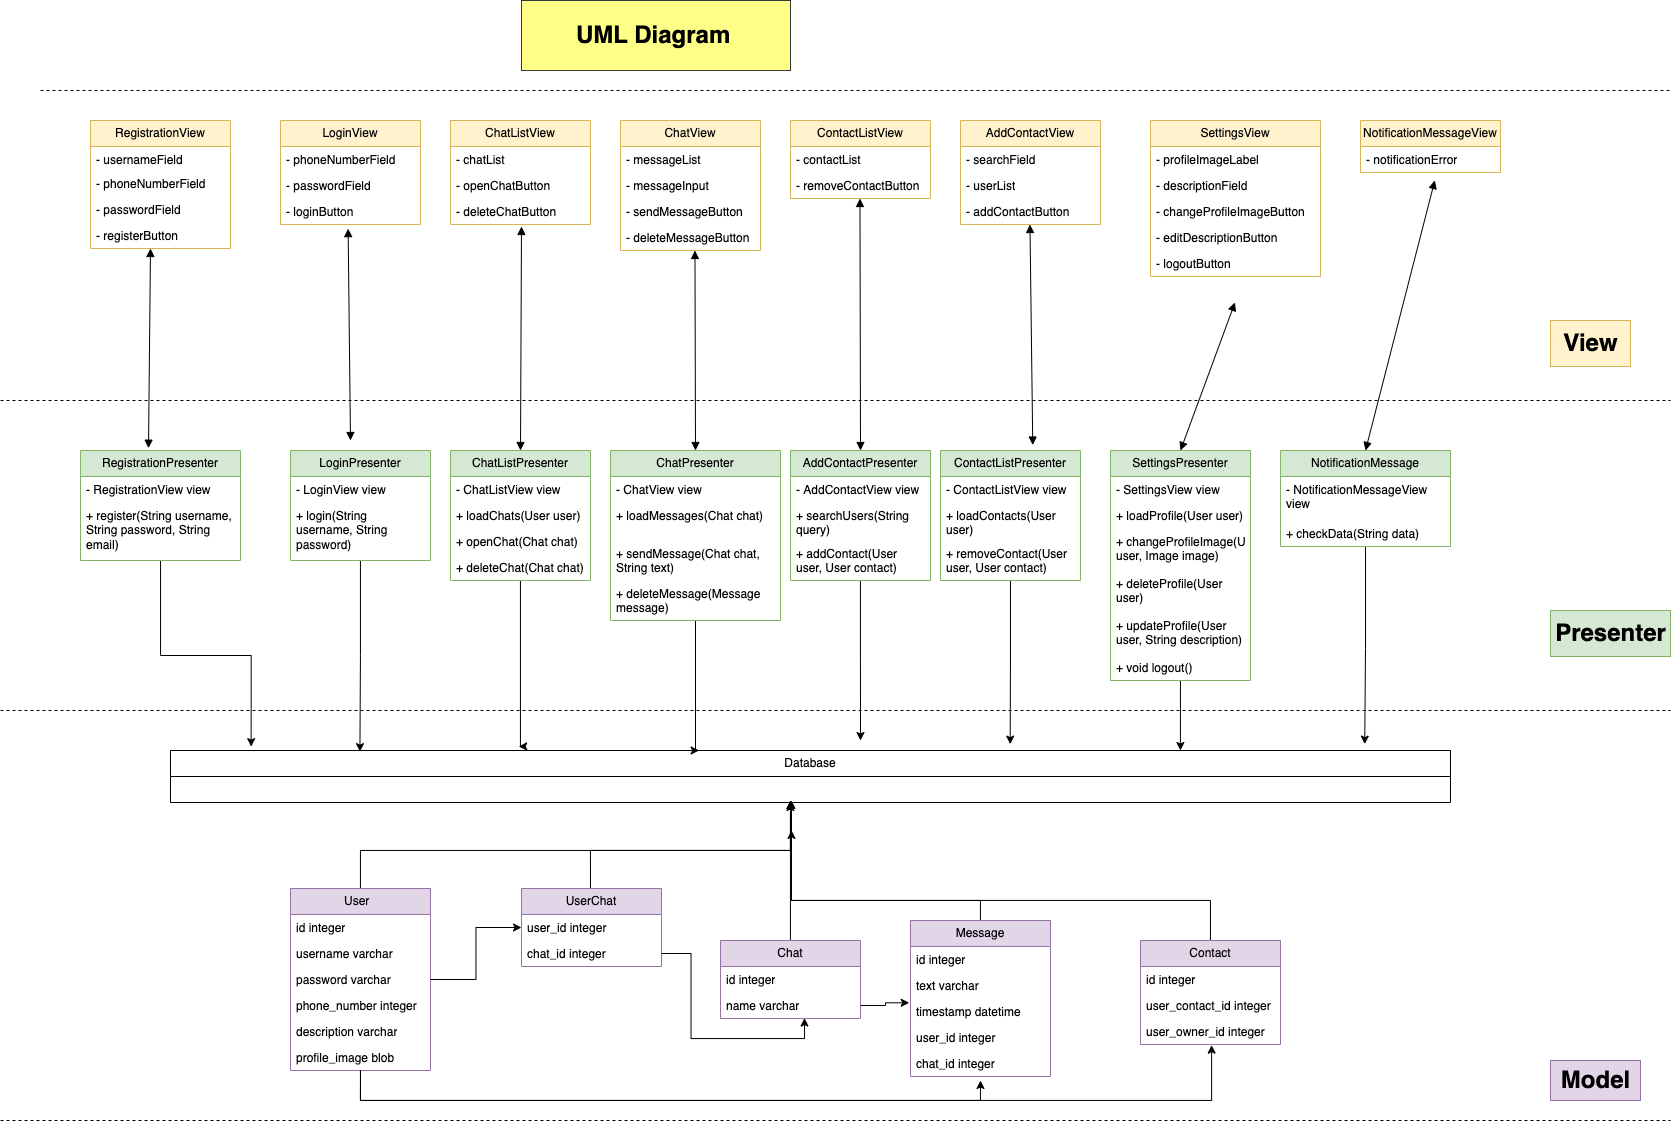 UML Diagram
RegistrationView
- usernameField
- phoneNumberField
- passwordField
- registerButton
LoginView
- phoneNumberField
- passwordField
- loginButton
ChatListView
- chatList
- openChatButton
- deleteChatButton
ChatView
- messageList
- messageInput
- sendMessageButton
- deleteMessageButton
ContactListView
- contactList
- removeContactButton
AddContactView
- searchField
- userList
- addContactButton
SettingsView
- profileImageLabel
- descriptionField
- changeProfileImageButton
- editDescriptionButton
- logoutButton
NotificationMessageView
- notificationError
View
RegistrationPresenter
- RegistrationView view
+ register(String username,
String password, String
email)
LoginPresenter
- LoginView view
+ login(String
username, String
password)
ChatListPresenter
- ChatListView view
+ loadChats(User user)
+ openChat(Chat chat)
+ deleteChat(Chat chat)
ChatPresenter
- ChatView view
+ loadMessages(Chat chat)
+ sendMessage(Chat chat,
String text)
+ deleteMessage(Message
message)
AddContactPresenter
- AddContactView view
+ searchUsers(String
query)
+ addContact(User
user, User contact)
ContactListPresenter
- ContactListView view
+ loadContacts(User
user)
+ removeContact(User
user, User contact)
SettingsPresenter
- SettingsView view
+ loadProfile(User user)
+ changeProfileImage(U
user, Image image)
+ deleteProfile(User
user)
+ updateProfile(User
user, String description)
+ void logout()
NotificationMessage
- NotificationMessageView
view
+ checkData(String data)
Presenter
Database
User
id integer
username varchar
password varchar
phone_number integer
description varchar
profile_image blob
UserChat
user_id integer
chat_id integer
Chat
id integer
name varchar
Message
id integer
text varchar
timestamp datetime
user_id integer
chat_id integer
Contact
id integer
user_contact_id integer
user_owner_id integer
Model